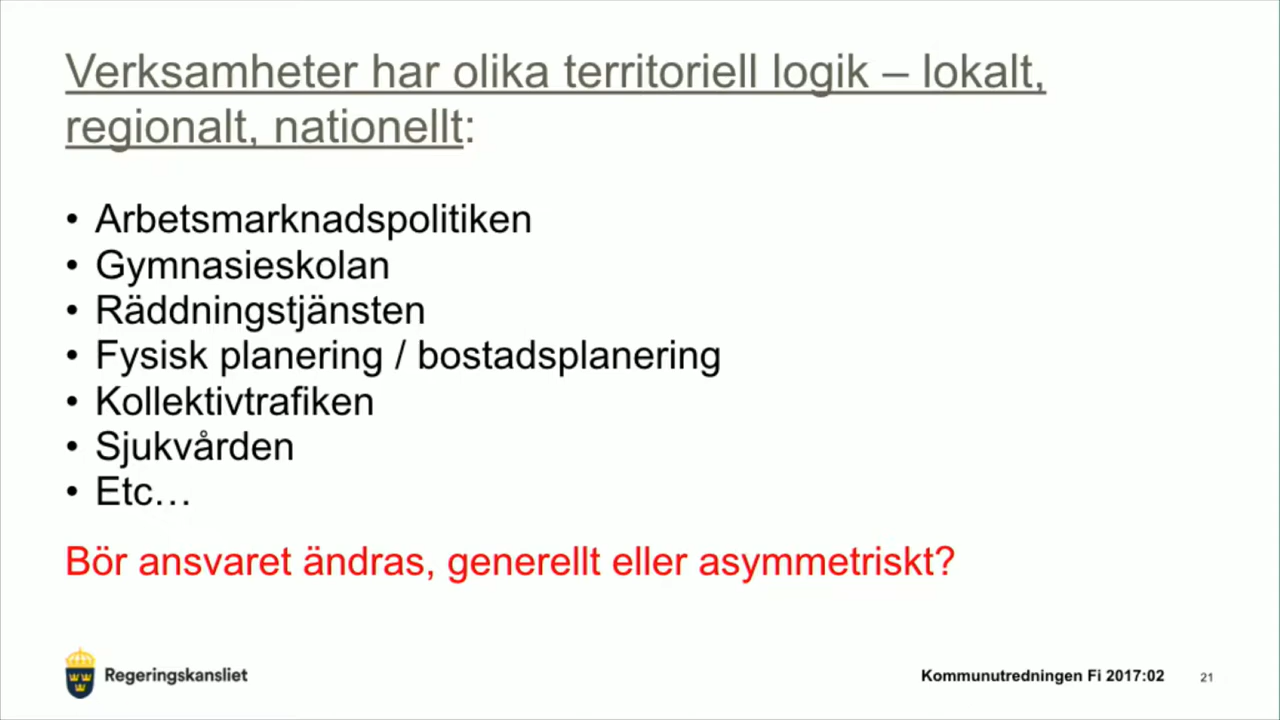 Verksamheter har olika territoriell logik – lokalt,
regionalt, nationellt:
• Arbetsmarknadspolitiken
• Gymnasieskolan
• Räddningstjänsten
• Fysisk planering / bostadsplanering
• Kollektivtrafiken
• Sjukvården
• Etc…
Bör ansvaret ändras, generellt eller asymmetriskt?
Regeringskansliet
Kommunutredningen Fi 2017:02
21